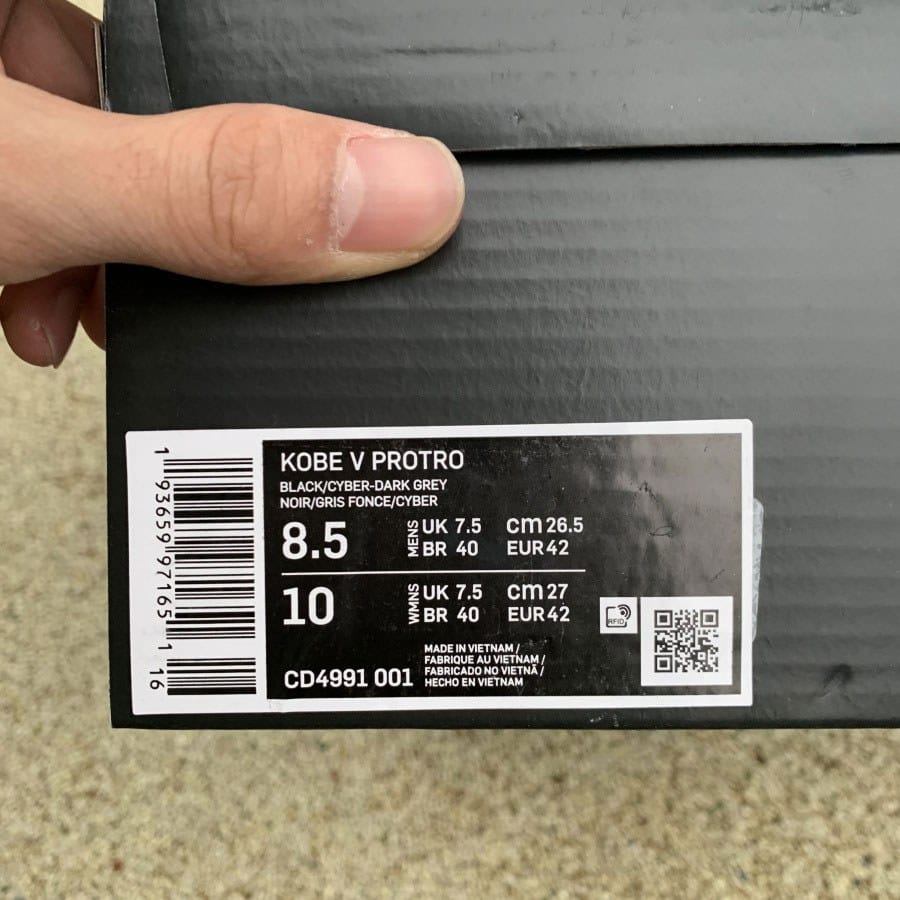 KOBE V PROTRO
BLACK/CYBER-DARK GREY
NOIR/GRIS FONCE/CYBER
8.5 MENS UK 7.5 cm 26.5
BR 40 EUR 42
10 WMNS UK 7.5 cm 27
BR 40 EUR 42
RFID
CD4991 001
MADE IN VIETNAM /
FABRIQUE AU VIETNAM /
FABRICADO NO VIETNÃ /
HECHO EN VIETNAM
1 93659 97165 1 16